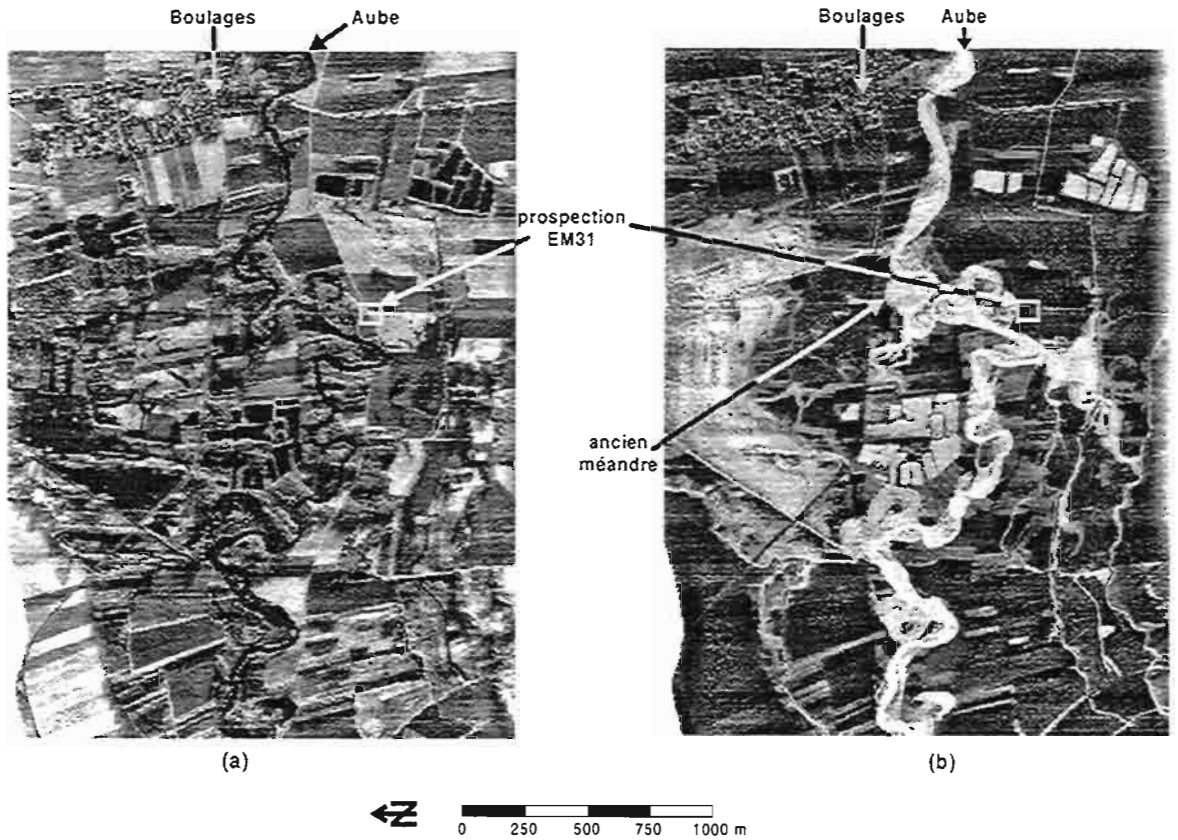 Boulages Aube
Boulages Aube
prospection
EM31
ancien
méandre
(a)
(b)
N
0 250 500 750 1000 m